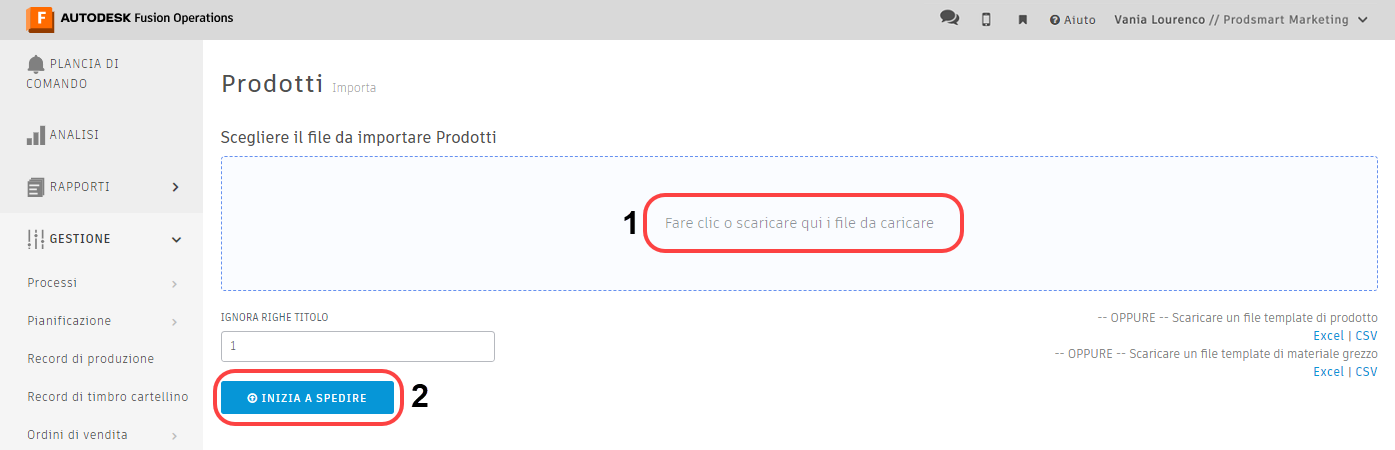 AUTODESK Fusion Operations
Aiuto
Vania Lourenco // Prodsmart Marketing
PLANCIA DI
COMANDO
ANALISI
RAPPORTI
GESTIONE
Processi
Pianificazione
Record di produzione
Record di timbro cartellino
Ordini di vendita
Prodotti Importa
Scegliere il file da importare Prodotti
1 Fare clic o scaricare qui i file da caricare
IGNORA RIGHE TITOLO
1
INIZIA A SPEDIRE 2
-- OPPURE -- Scaricare un file template di prodotto
Excel | CSV
-- OPPURE -- Scaricare un file template di materiale grezzo
Excel | CSV